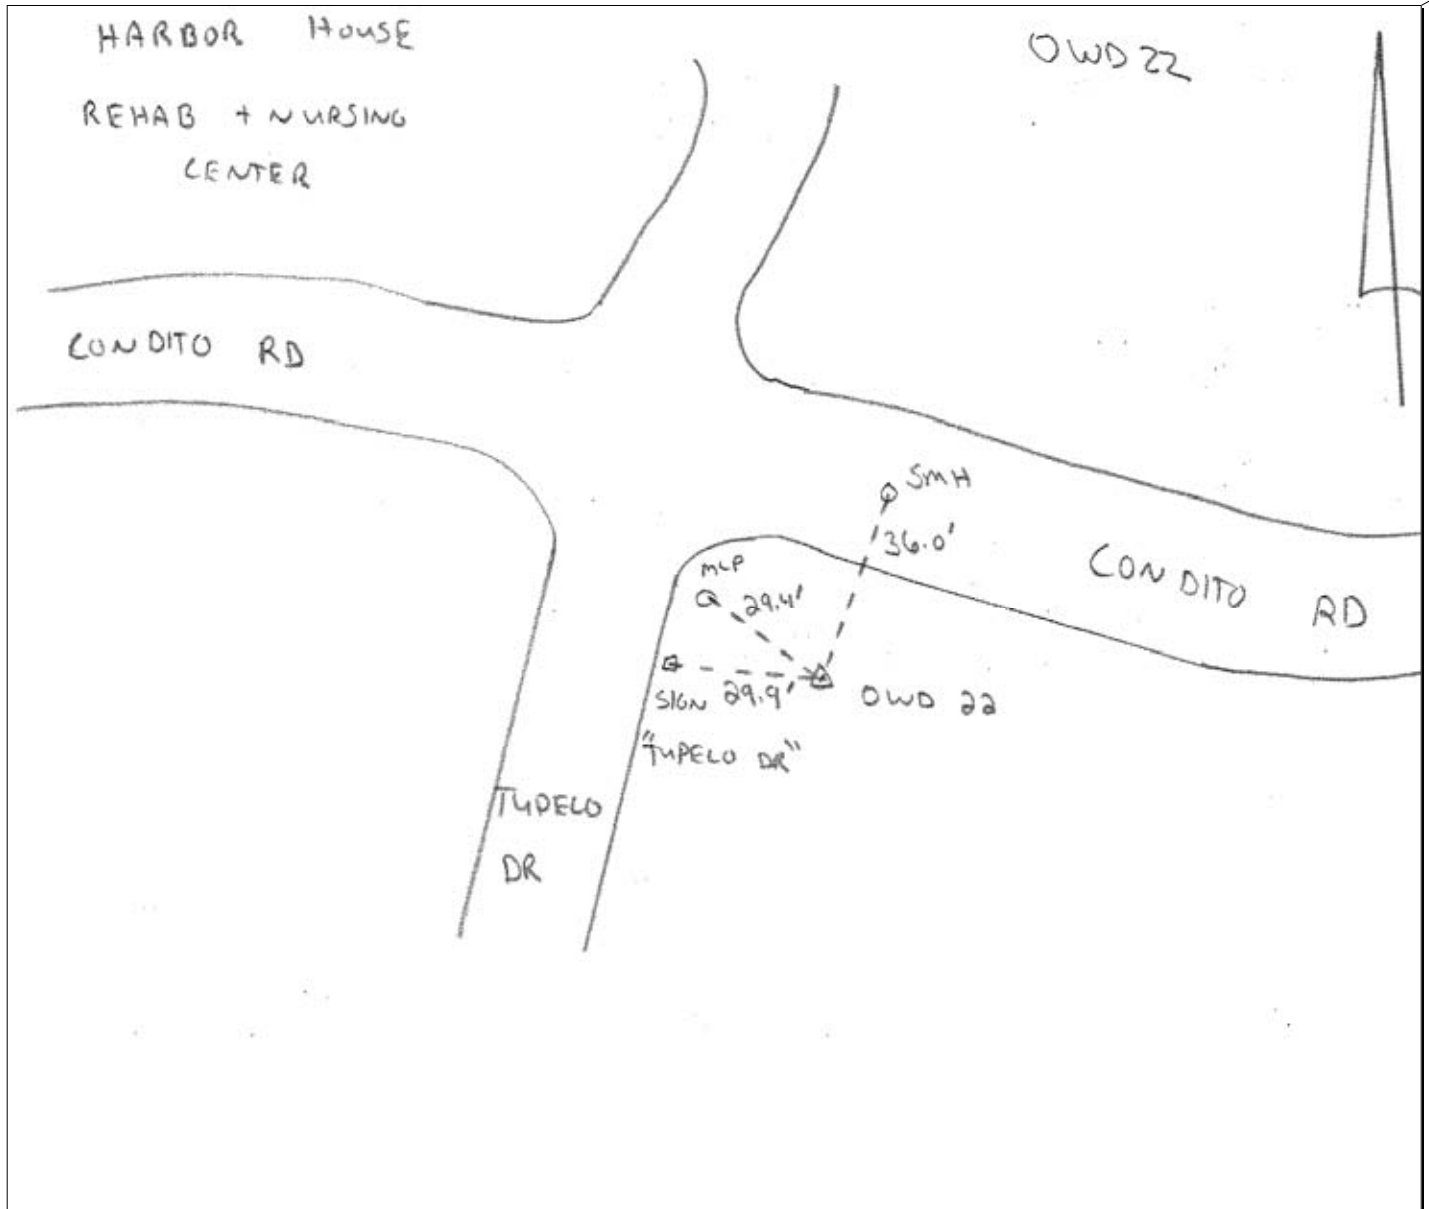 HARBOR HOUSE
REHAB + NURSING
CENTER
OWD 22
CONDITO RD
SMH
36.0'
CONDITO RD
MLP
29.4'
SIGN 29.9'
"TUPELO DR"
OWD 22
TUPELO
DR